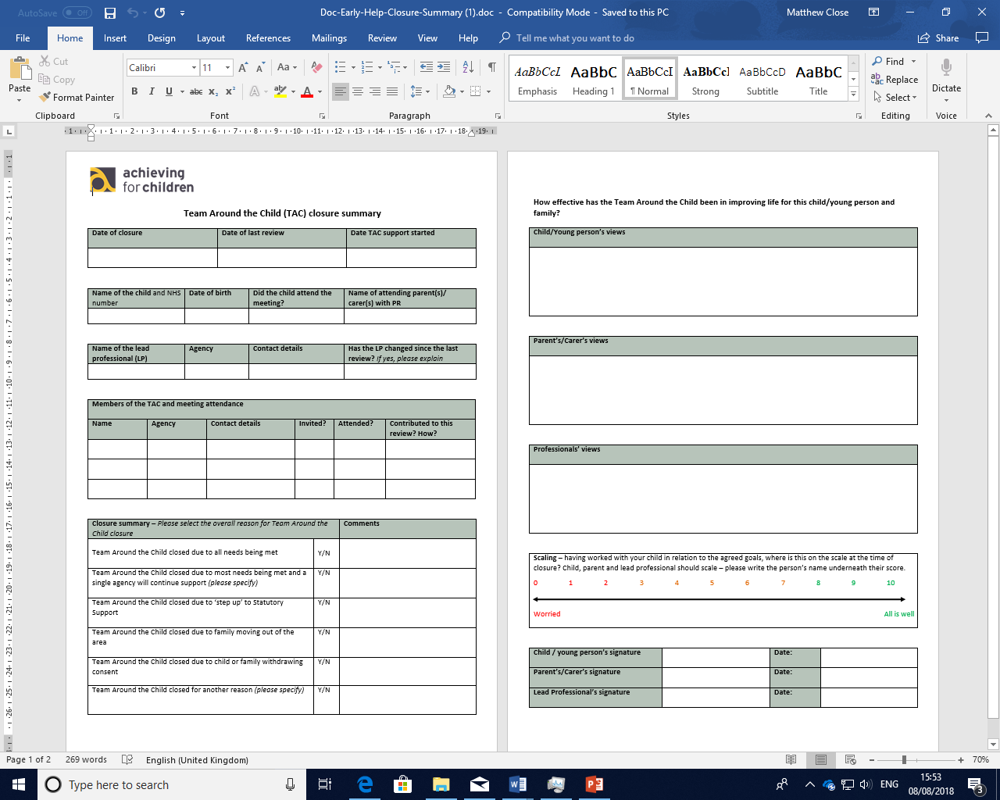 AutoSave Off
Doc-Early-Help-Closure-Summary (1).doc - Compatibility Mode - Saved to this PC
Matthew Close
File Home Insert Design Layout References Mailings Review View Help Tell me what you want to do Share
Paste
Cut
Copy
Format Painter
Clipboard
Calibri 11
Font
Paragraph
AaBbCcI AaBbC AaBbCcI AaBbCcI AaBbCcD AaBbC
Emphasis Heading 1 ¶ Normal Strong Subtitle Title
Styles
Find
Replace
Select
Editing
Dictate
Voice
achieving
for children
Team Around the Child (TAC) closure summary
Date of closure Date of last review Date TAC support started
Name of the child and NHS number Date of birth Did the child attend the meeting? Name of attending parent(s)/ carer(s) with PR
Name of the lead professional (LP) Agency Contact details Has the LP changed since the last review? If yes, please explain
Members of the TAC and meeting attendance
Name Agency Contact details Invited? Attended? Contributed to this review? How?
Closure summary – Please select the overall reason for Team Around the Child closure Comments
Team Around the Child closed due to all needs being met Y/N
Team Around the Child closed due to most needs being met and a single agency will continue support (please specify) Y/N
Team Around the Child closed due to ‘step up’ to Statutory Support Y/N
Team Around the Child closed due to family moving out of the area Y/N
Team Around the Child closed due to child or family withdrawing consent Y/N
Team Around the Child closed for another reason (please specify) Y/N
How effective has the Team Around the Child been in improving life for this child/young person and
family?
Child/Young person’s views
Parent’s/Carer’s views
Professionals’ views
Scaling – having worked with your child in relation to the agreed goals, where is this on the scale at the time of
closure? Child, parent and lead professional should scale – please write the person’s name underneath their score.
0 1 2 3 4 5 6 7 8 9 10
Worried All is well
Child / young person’s signature Date:
Parent’s/Carer’s signature Date:
Lead Professional’s signature Date:
Page 1 of 2 269 words English (United Kingdom) 70%
Type here to search
ENG
15:53
08/08/2018
3